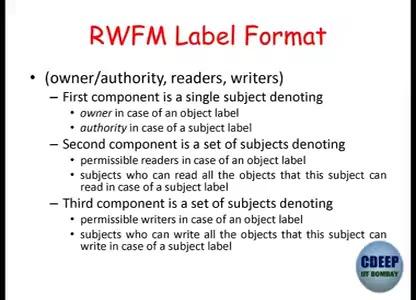 RWFM Label Format
• (owner/authority, readers, writers)
– First component is a single subject denoting
• owner in case of an object label
• authority in case of a subject label
– Second component is a set of subjects denoting
• permissible readers in case of an object label
• subjects who can read all the objects that this subject can
read in case of a subject label
– Third component is a set of subjects denoting
• permissible writers in case of an object label
• subjects who can write all the objects that this subject can
write in case of a subject label
CDEEP
IIT BOMBAY